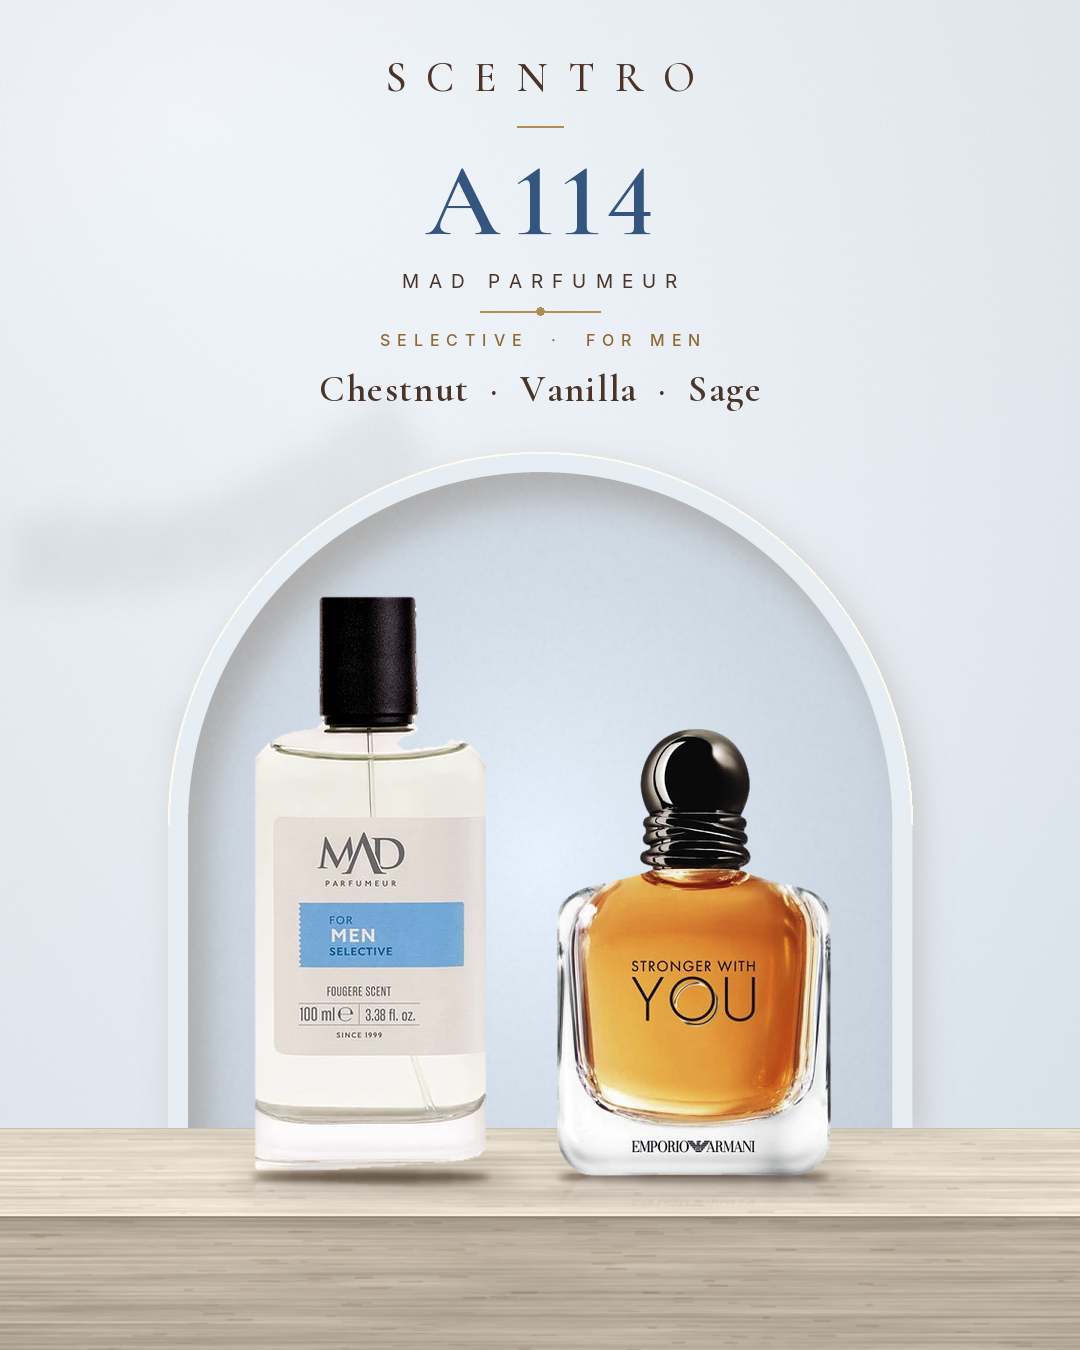 SCENTRO
A114
MAD PARFUMEUR
SELECTIVE · FOR MEN
Chestnut · Vanilla · Sage
MAD
PARFUMEUR
FOR
MEN
SELECTIVE
FOUGERE SCENT
100 ml ℮ 3.38 fl. oz.
SINCE 1999
STRONGER WITH
YOU
EMPORIO ARMANI